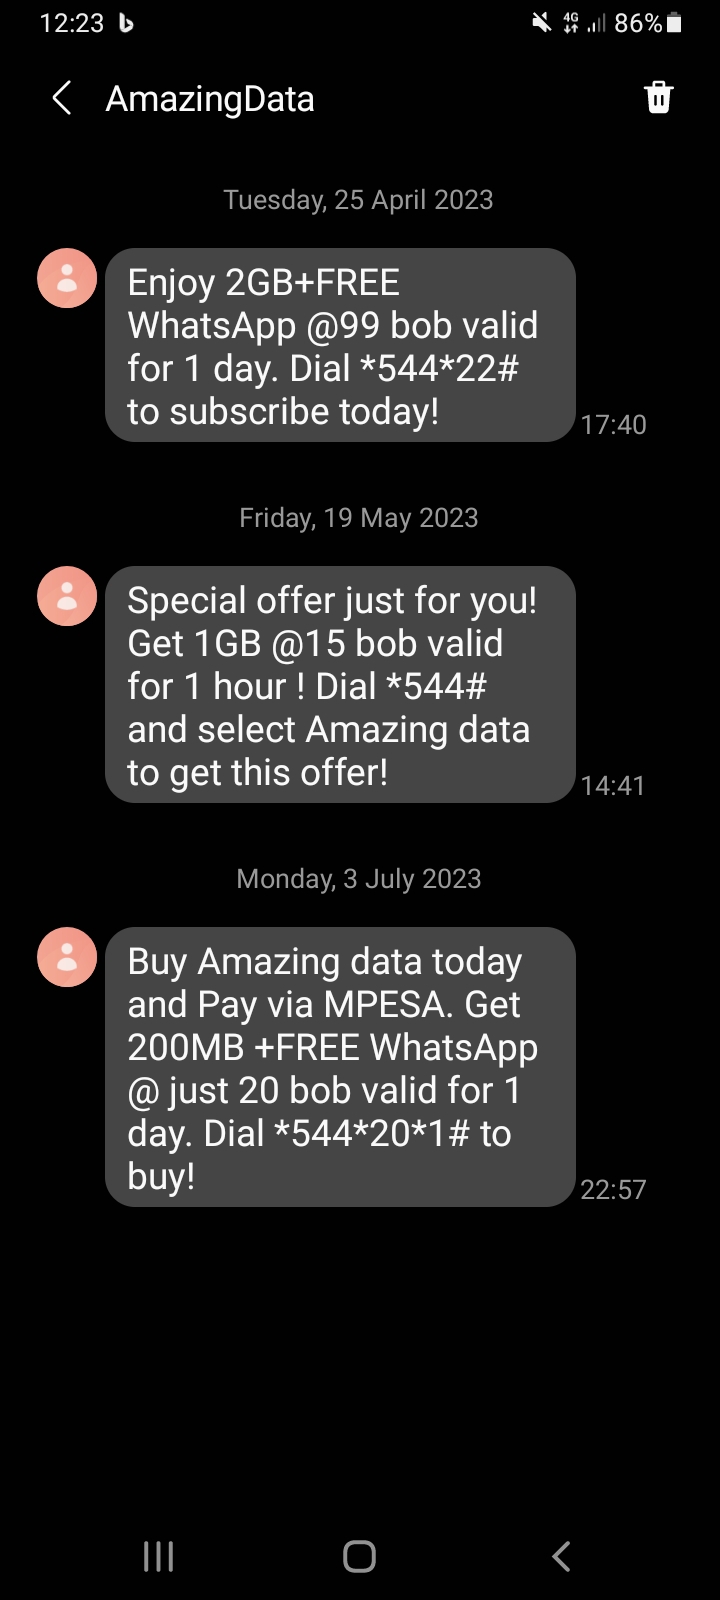 12:23
4G
86%
AmazingData
Tuesday, 25 April 2023
Enjoy 2GB+FREE
WhatsApp @99 bob valid
for 1 day. Dial *544*22#
to subscribe today!
17:40
Friday, 19 May 2023
Special offer just for you!
Get 1GB @15 bob valid
for 1 hour ! Dial *544#
and select Amazing data
to get this offer!
14:41
Monday, 3 July 2023
Buy Amazing data today
and Pay via MPESA. Get
200MB +FREE WhatsApp
@ just 20 bob valid for 1
day. Dial *544*20*1# to
buy!
22:57